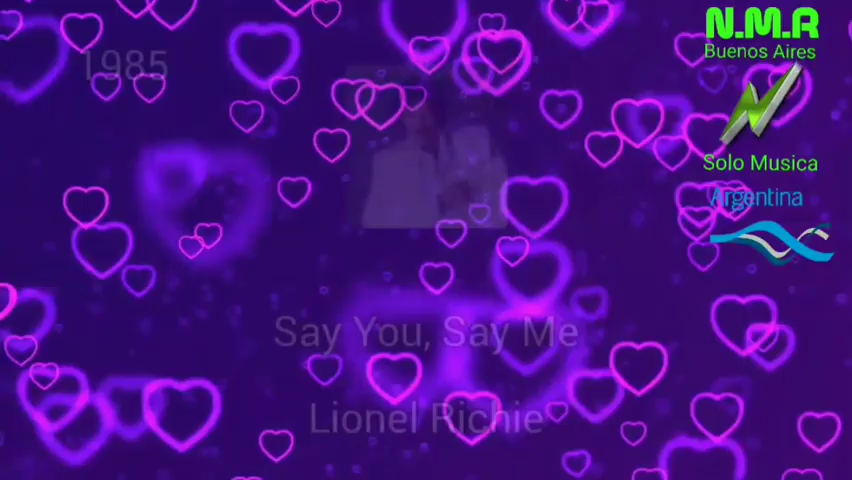 1985
N.M.R
Buenos Aires
Solo Musica
Argentina
Say You, Say Me
Lionel Richie